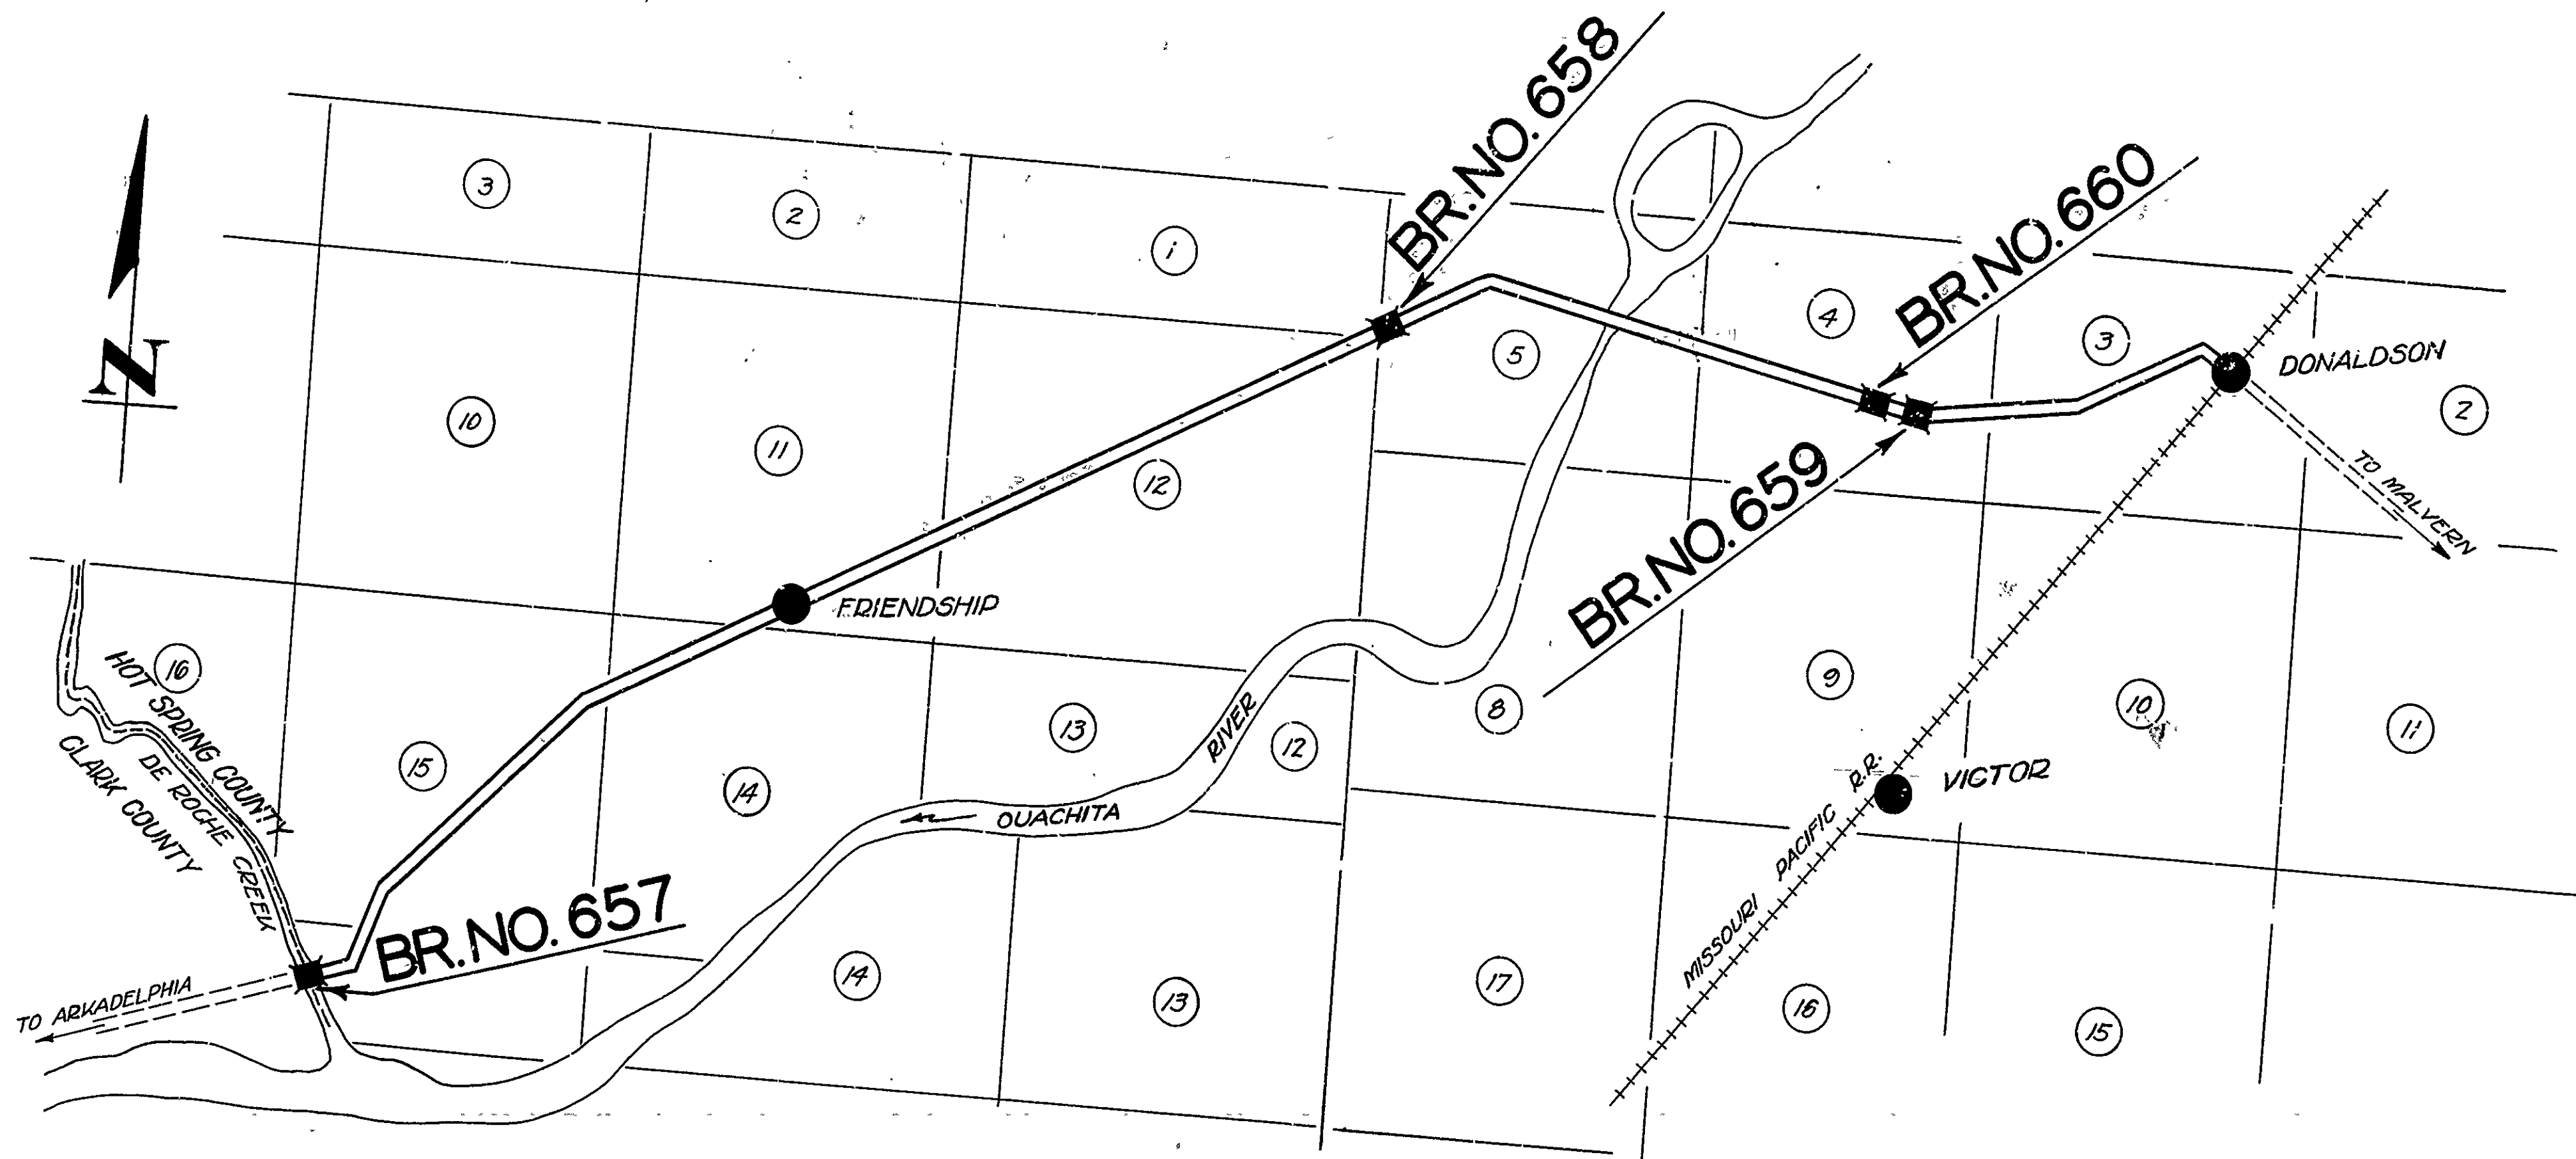 BR. NO. 658
3
2
1
BR. NO. 660
4
3
N
5
DONALDSON
2
10
11
12
TO MALVERN
BR. NO. 659
FRIENDSHIP
16
HOT SPRING COUNTY
DE ROCHE CREEK
CLARK COUNTY
15
14
13
12
RIVER
OUACHITA
8
9
10
11
VICTOR
MISSOURI PACIFIC R.R.
BR. NO. 657
TO ARKADELPHIA
14
13
17
16
15